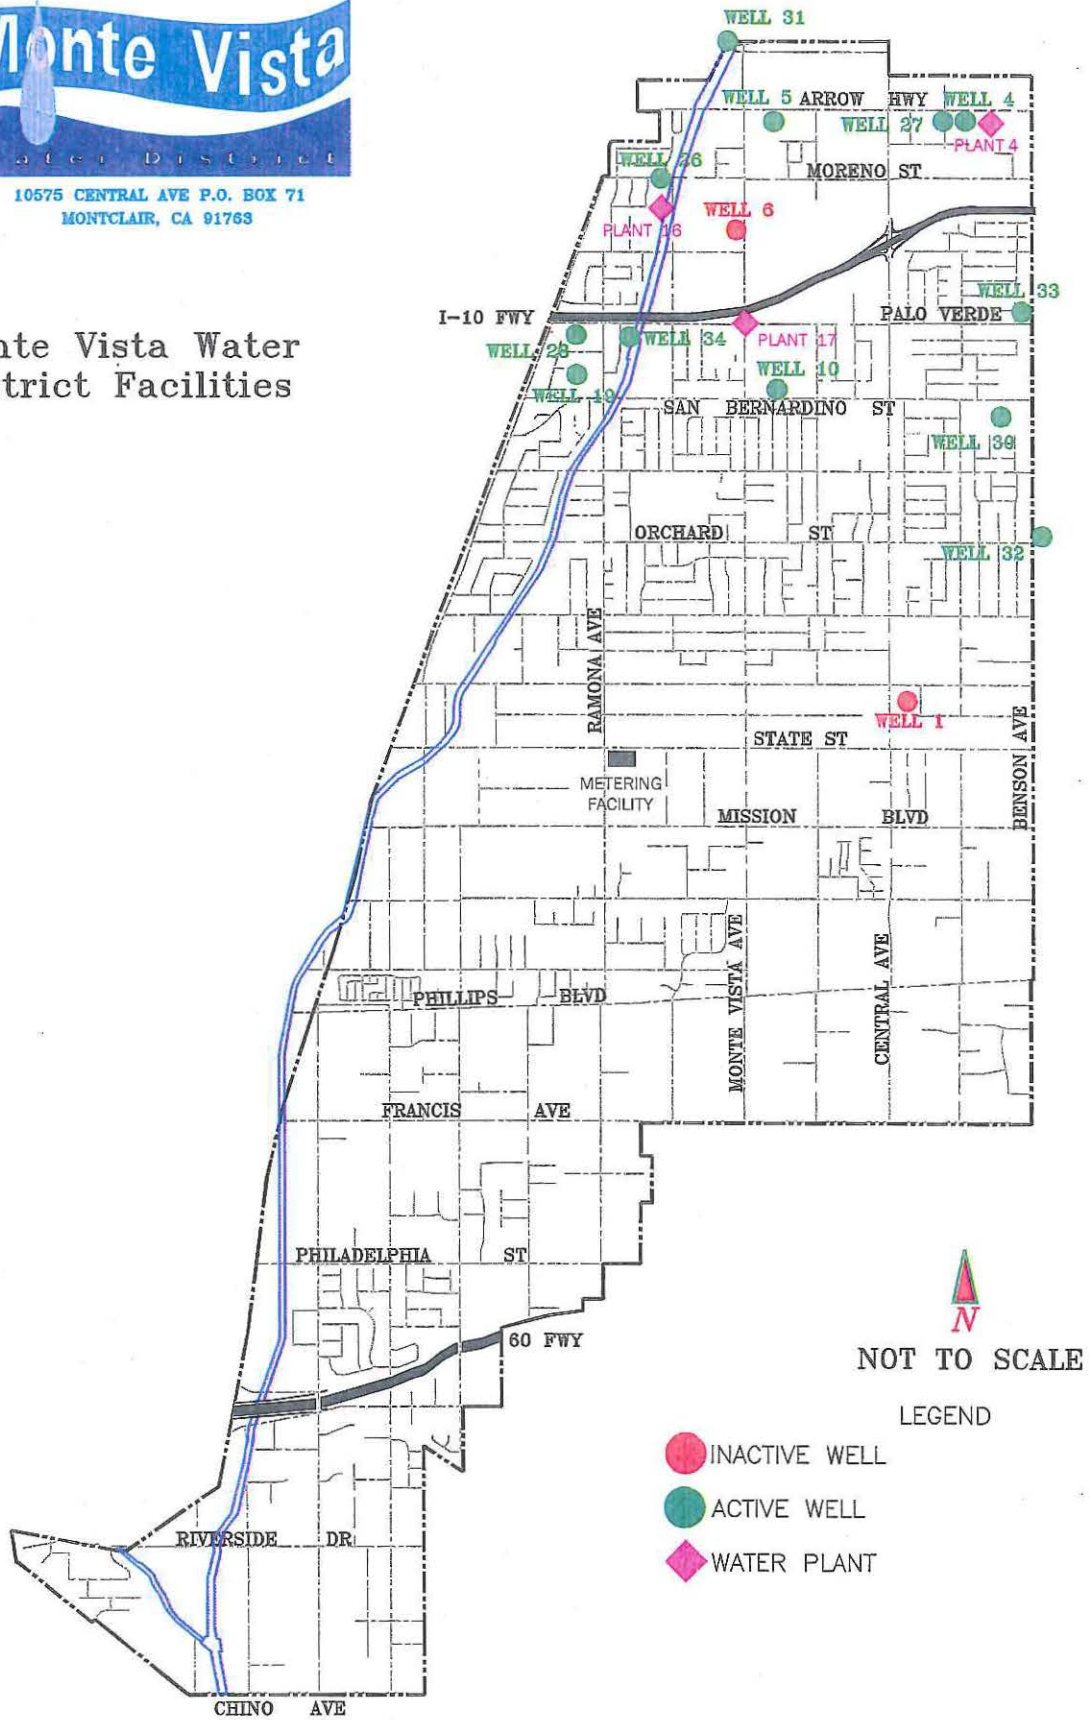 Monte Vista
ater District
10575 CENTRAL AVE P.O. BOX 71
MONTCLAIR, CA 91763
nte Vista Water
trict Facilities
WELL 31
WELL 5
ARROW HWY
WELL 4
WELL 27
PLANT 4
WELL 26
MORENO ST
PLANT 16
WELL 6
WELL 33
I-10 FWY
PALO VERDE
WELL 28
WELL 34
PLANT 17
WELL 10
WELL 19
SAN BERNARDINO ST
WELL 30
ORCHARD ST
WELL 32
RAMONA AVE
WELL 1
BENSON AVE
STATE ST
METERING
FACILITY
MISSION BLVD
MONTE VISTA AVE
CENTRAL AVE
PHILLIPS BLVD
FRANCIS AVE
PHILADELPHIA ST
60 FWY
N
NOT TO SCALE
LEGEND
INACTIVE WELL
ACTIVE WELL
WATER PLANT
RIVERSIDE DR
CHINO AVE